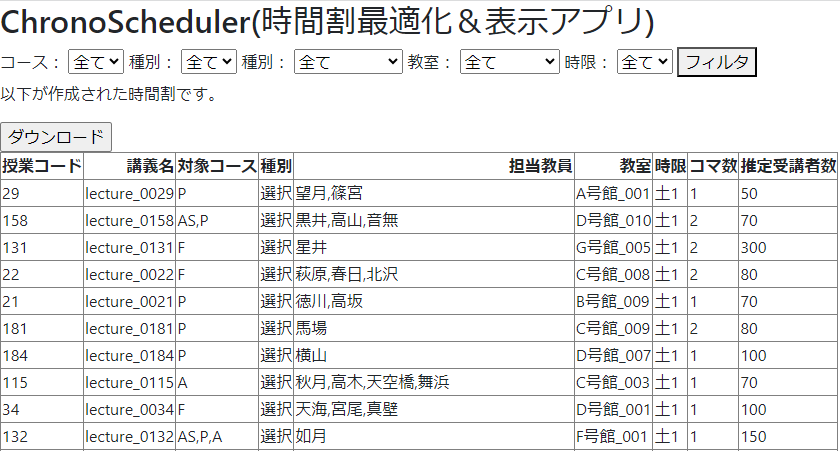 ChronoScheduler(時間割最適化＆表示アプリ)
コース： 全て 種別： 全て 種別： 全て 教室： 全て 時限： 全て フィルタ
以下が作成された時間割です。
ダウンロード
授業コード 講義名 対象コース 種別 担当教員 教室 時限 コマ数 推定受講者数
29 lecture_0029 P 選択 望月,篠宮 A号館_001 土1 1 50
158 lecture_0158 AS,P 選択 黒井,高山,音無 D号館_010 土1 2 70
131 lecture_0131 F 選択 星井 G号館_005 土1 2 300
22 lecture_0022 F 選択 萩原,春日,北沢 C号館_008 土1 2 80
21 lecture_0021 P 選択 徳川,高坂 B号館_009 土1 1 70
181 lecture_0181 P 選択 馬場 C号館_009 土1 2 80
184 lecture_0184 P 選択 横山 D号館_007 土1 1 100
115 lecture_0115 A 選択 秋月,高木,天空橋,舞浜 C号館_003 土1 1 70
34 lecture_0034 F 選択 天海,宮尾,真壁 D号館_001 土1 1 100
132 lecture_0132 AS,P,A 選択 如月 F号館_001 土1 1 150